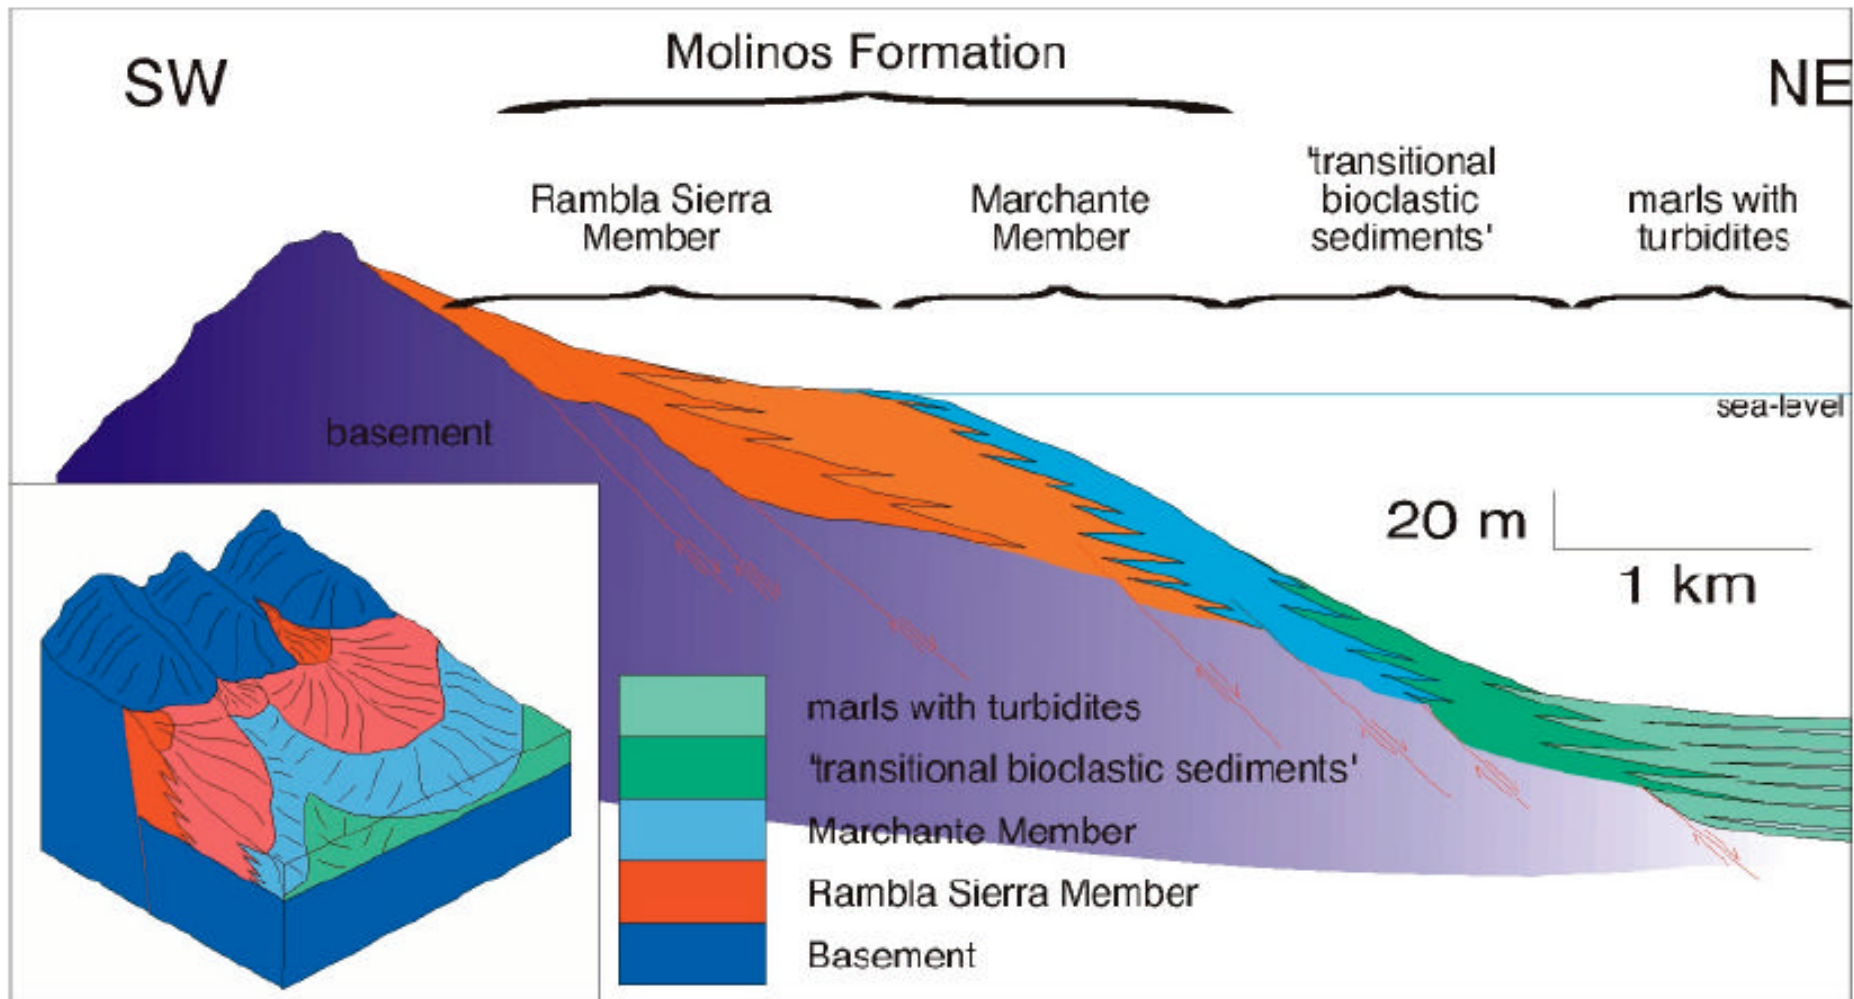 SW
Molinos Formation
NE
Rambla Sierra
Member
Marchante
Member
'transitional
bioclastic
sediments'
marls with
turbidites
sea-level
basement
20 m
1 km
marls with turbidites
'transitional bioclastic sediments'
Marchante Member
Rambla Sierra Member
Basement